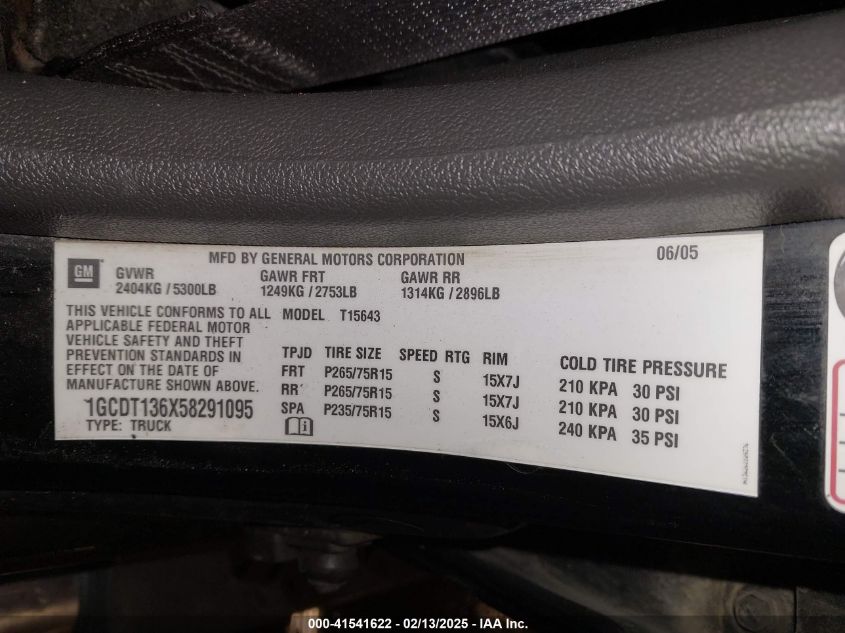 MFD BY GENERAL MOTORS CORPORATION 06/05
GM
GVWR GAWR FRT GAWR RR
2404KG / 5300LB 1249KG / 2753LB 1314KG / 2896LB
THIS VEHICLE CONFORMS TO ALL
APPLICABLE FEDERAL MOTOR
VEHICLE SAFETY AND THEFT
PREVENTION STANDARDS IN
EFFECT ON THE DATE OF
MANUFACTURE SHOWN ABOVE.
1GCDT136X58291095
TYPE: TRUCK
MODEL T15643
TPJD TIRE SIZE SPEED RTG RIM COLD TIRE PRESSURE
FRT P265/75R15 S 15X7J 210 KPA 30 PSI
RR P265/75R15 S 15X7J 210 KPA 30 PSI
SPA P235/75R15 S 15X6J 240 KPA 35 PSI
000-41541622 - 02/13/2025 - IAA Inc.